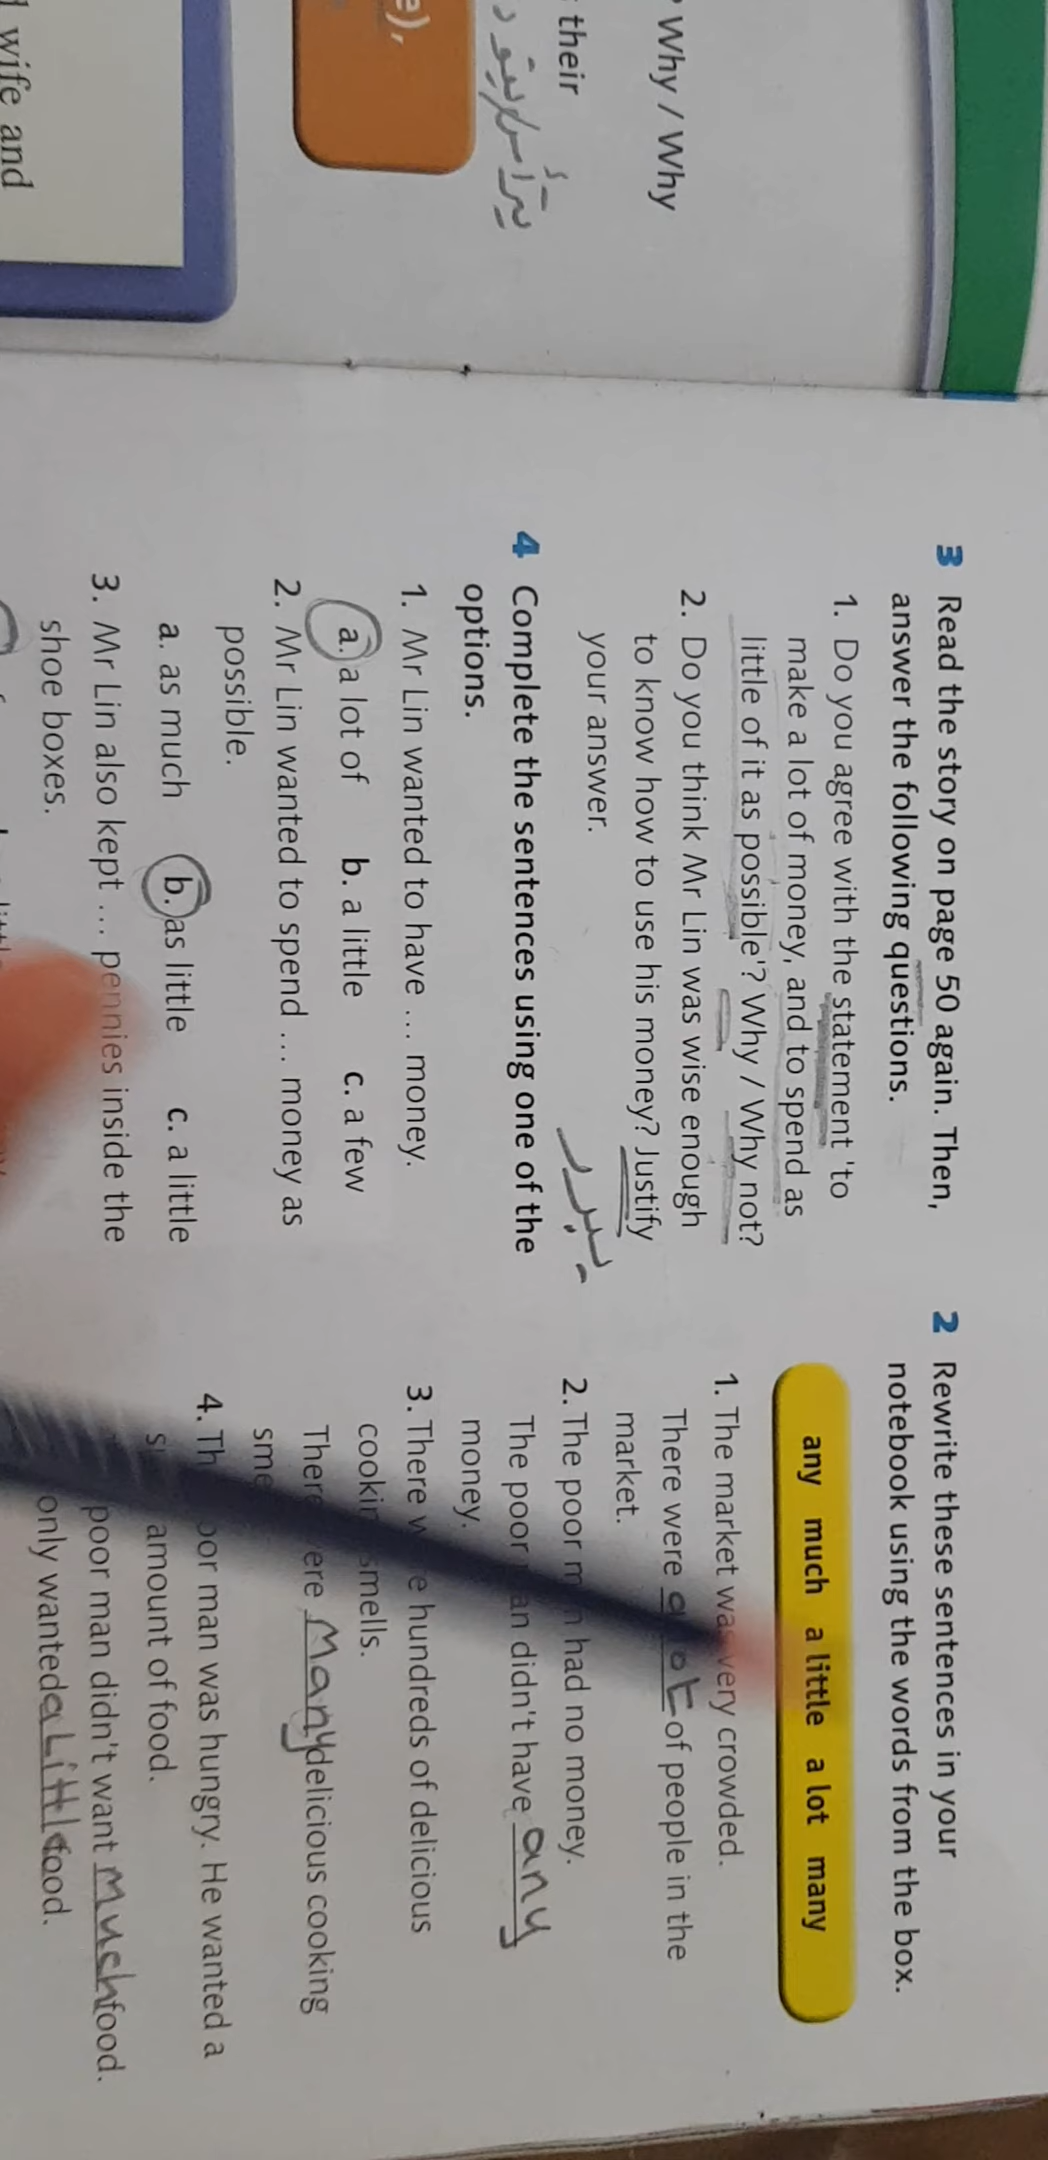 Why / Why
their
e),
wife and
3 Read the story on page 50 again. Then,
answer the following questions.
1. Do you agree with the statement 'to
make a lot of money, and to spend as
little of it as possible'? Why / Why not?
2. Do you think Mr Lin was wise enough
to know how to use his money? Justify
your answer.
تبرر
4 Complete the sentences using one of the
options.
1. Mr Lin wanted to have .... money.
a. a lot of b. a little c. a few
2. Mr Lin wanted to spend .... money as
possible.
a. as much b. as little c. a little
3. Mr Lin also kept .... pennies inside the
shoe boxes.
2 Rewrite these sentences in your
notebook using the words from the box.
any much a little a lot many
1. The market was very crowded.
There were a lot of people in the
market.
2. The poor man had no money.
The poor man didn't have any
money.
3. There were hundreds of delicious
cooking smells.
There were Many delicious cooking
4. The poor man was hungry. He wanted a
amount of food.
poor man didn't want Much food.
only wanted a Little food.